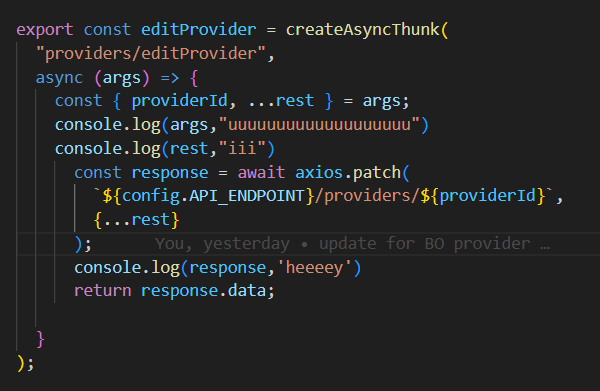 export const editProvider = createAsyncThunk(
"providers/editProvider",
async (args) => {
const { providerId, ...rest } = args;
console.log(args,"uuuuuuuuuuuuuuuuuuu")
console.log(rest,"iii")
const response = await axios.patch(
`${config.API_ENDPOINT}/providers/${providerId}`,
{...rest}
); You, yesterday • update for BO provider …
console.log(response,'heeeey')
return response.data;
}
);